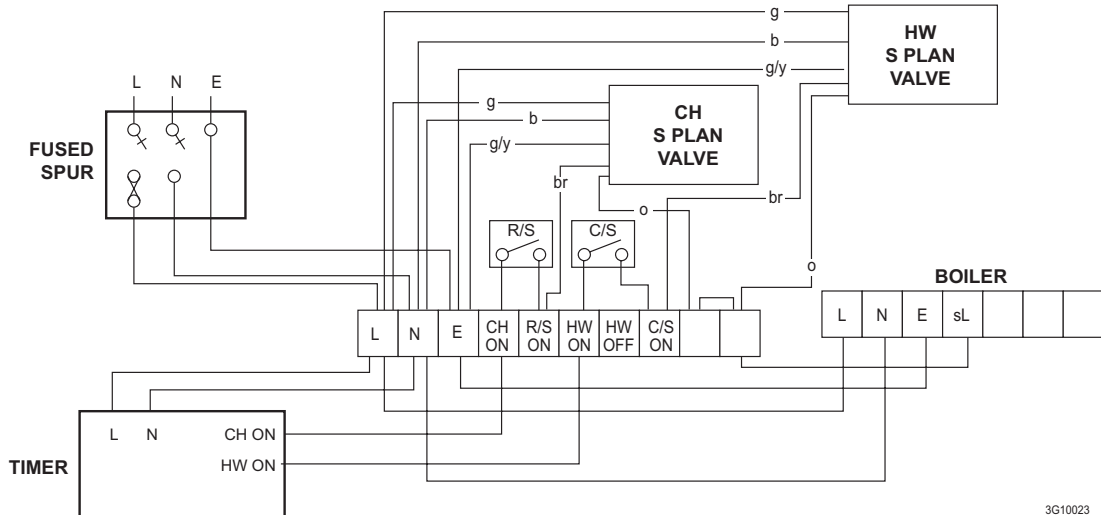 g
HW
S PLAN
VALVE
b
g/y
L N E
g
CH
S PLAN
VALVE
b
g/y
FUSED
SPUR
br
br
o
R/S
C/S
o
BOILER
L N E CH ON R/S ON HW ON HW OFF C/S ON
L N E sL
L N CH ON
HW ON
TIMER
3G10023